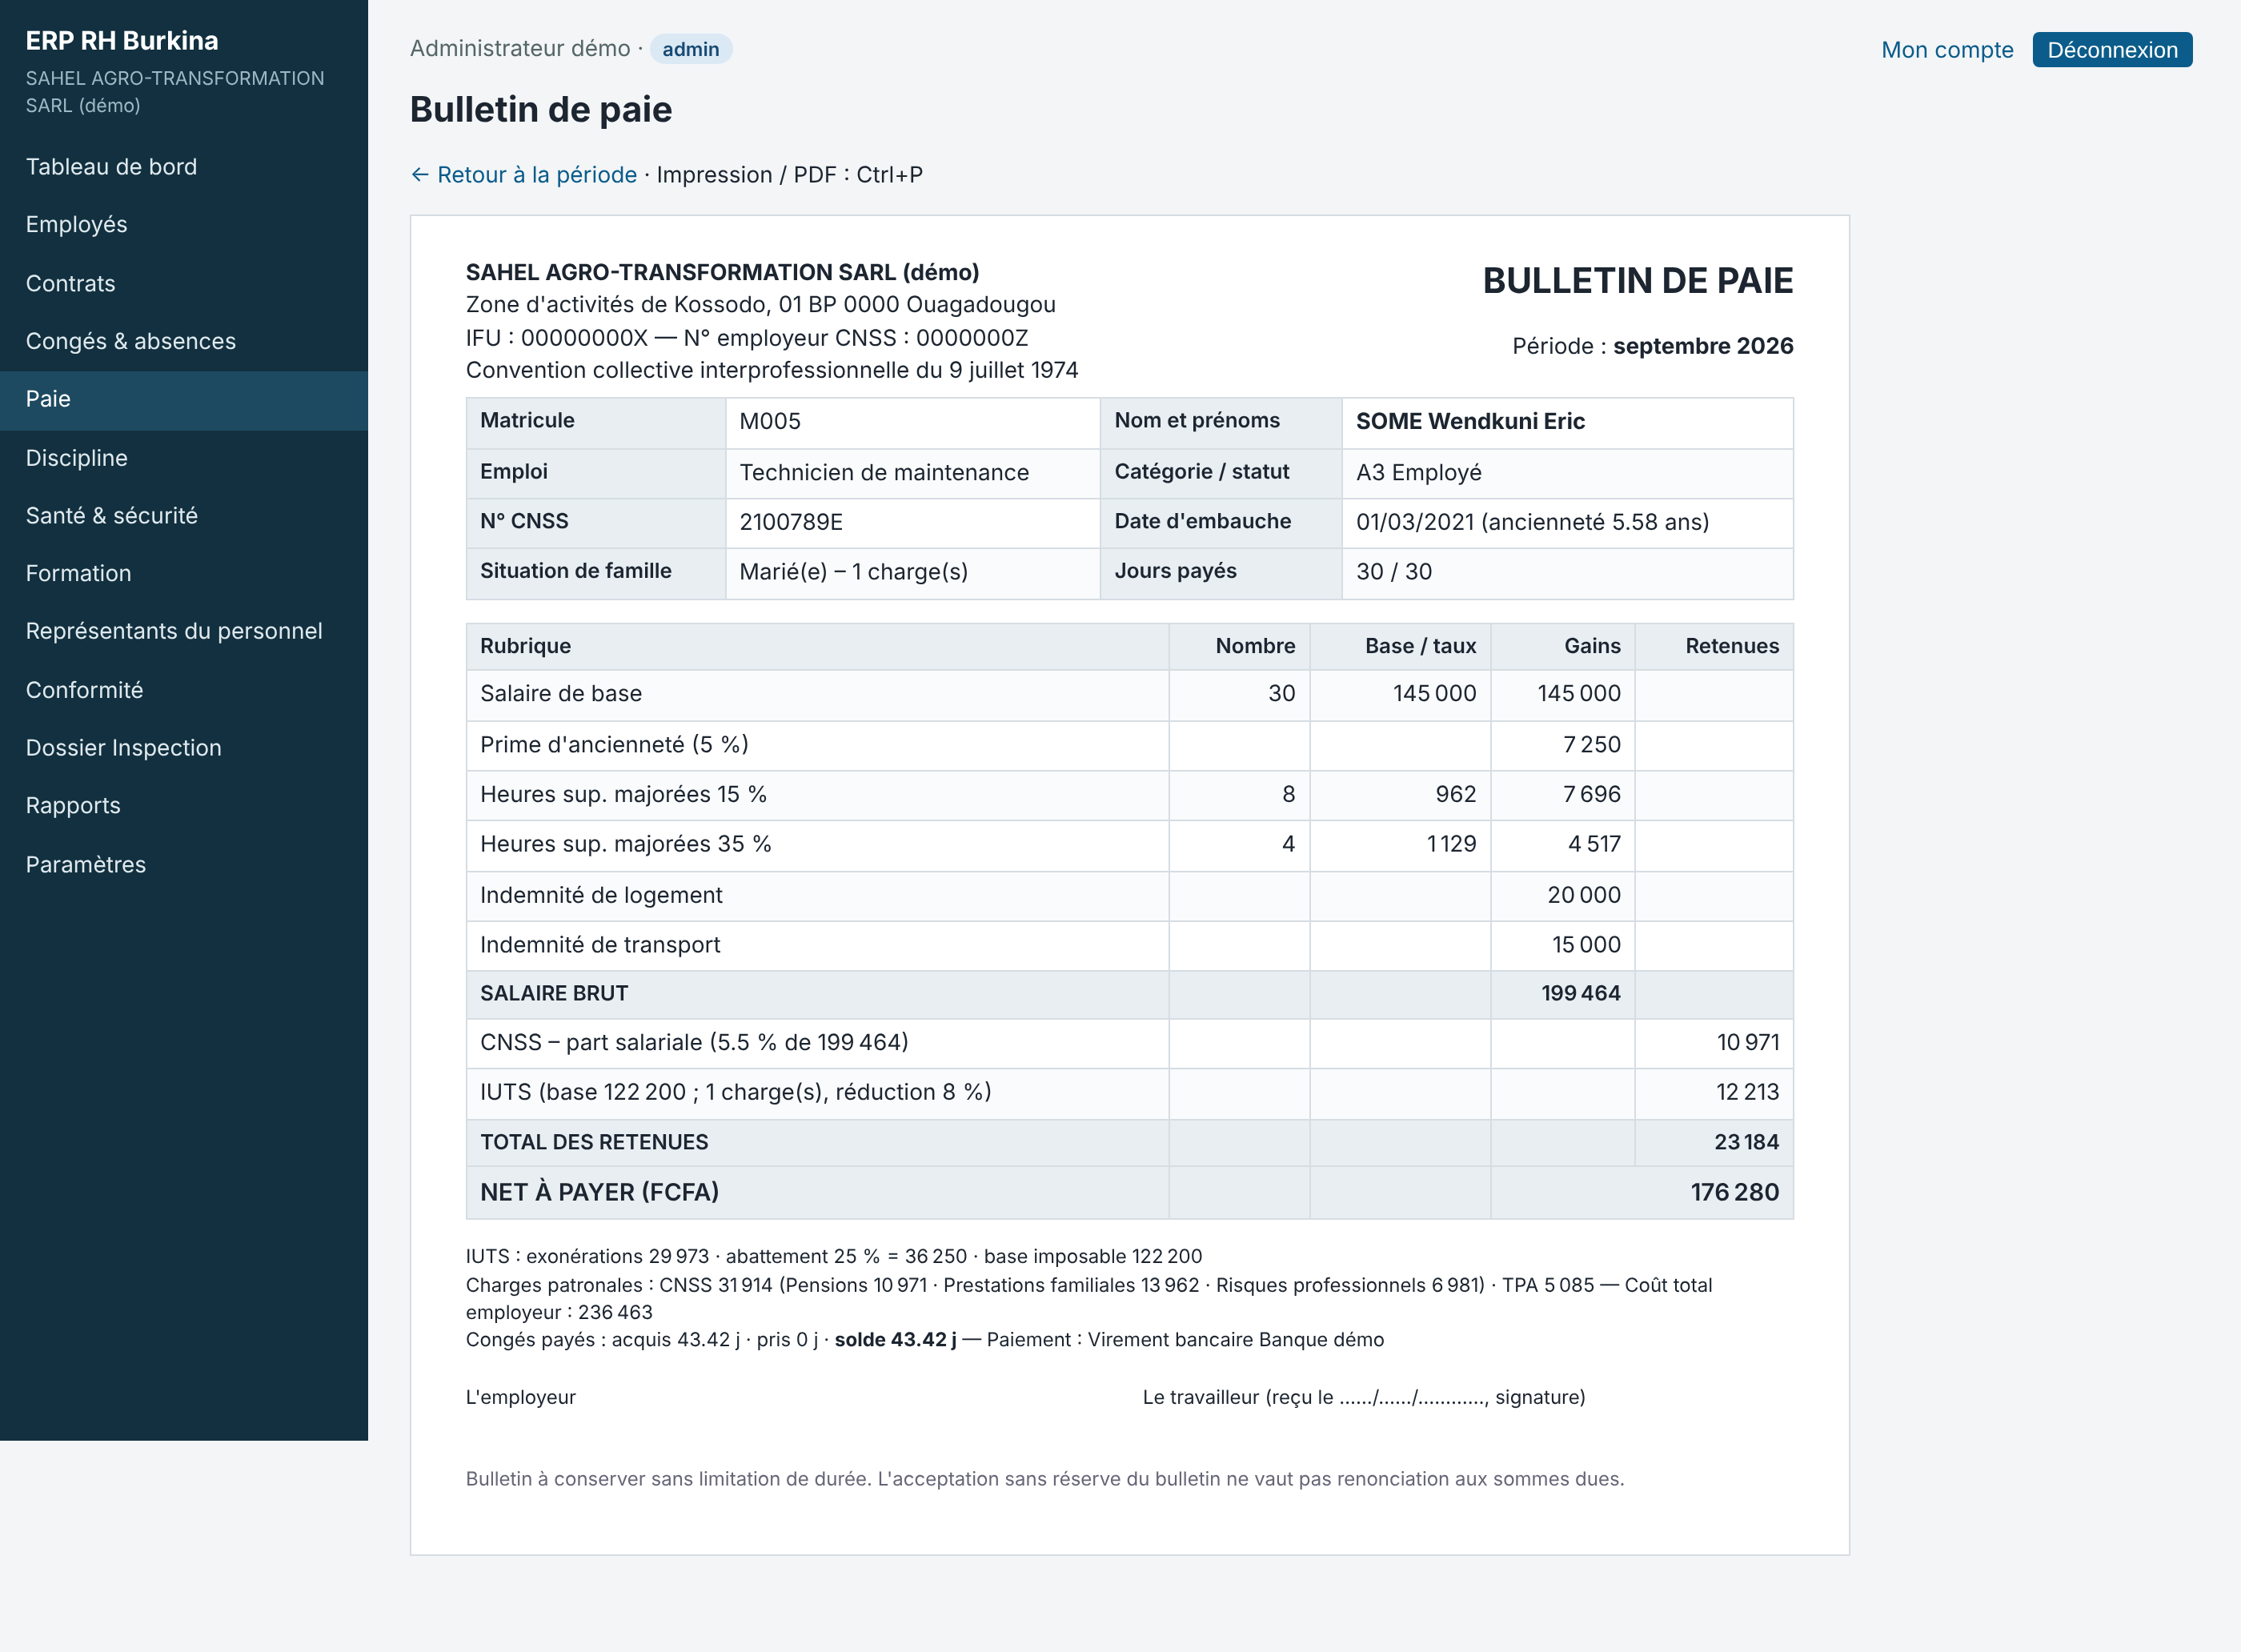 ERP RH Burkina
SAHEL AGRO-TRANSFORMATION
SARL (démo)
Tableau de bord
Employés
Contrats
Congés & absences
Paie
Discipline
Santé & sécurité
Formation
Représentants du personnel
Conformité
Dossier Inspection
Rapports
Paramètres
Administrateur démo · admin
Mon compte Déconnexion
Bulletin de paie
← Retour à la période · Impression / PDF : Ctrl+P
SAHEL AGRO-TRANSFORMATION SARL (démo)
Zone d'activités de Kossodo, 01 BP 0000 Ouagadougou
IFU : 00000000X — N° employeur CNSS : 0000000Z
Convention collective interprofessionnelle du 9 juillet 1974
BULLETIN DE PAIE
Période : septembre 2026
Matricule M005 Nom et prénoms SOME Wendkuni Eric
Emploi Technicien de maintenance Catégorie / statut A3 Employé
N° CNSS 2100789E Date d'embauche 01/03/2021 (ancienneté 5.58 ans)
Situation de famille Marié(e) – 1 charge(s) Jours payés 30 / 30
Rubrique Nombre Base / taux Gains Retenues
Salaire de base 30 145 000 145 000
Prime d'ancienneté (5 %) 7 250
Heures sup. majorées 15 % 8 962 7 696
Heures sup. majorées 35 % 4 1 129 4 517
Indemnité de logement 20 000
Indemnité de transport 15 000
SALAIRE BRUT 199 464
CNSS – part salariale (5.5 % de 199 464) 10 971
IUTS (base 122 200 ; 1 charge(s), réduction 8 %) 12 213
TOTAL DES RETENUES 23 184
NET À PAYER (FCFA) 176 280
IUTS : exonérations 29 973 · abattement 25 % = 36 250 · base imposable 122 200
Charges patronales : CNSS 31 914 (Pensions 10 971 · Prestations familiales 13 962 · Risques professionnels 6 981) · TPA 5 085 — Coût total
employeur : 236 463
Congés payés : acquis 43.42 j · pris 0 j · solde 43.42 j — Paiement : Virement bancaire Banque démo
L'employeur
Le travailleur (reçu le ....../....../............, signature)
Bulletin à conserver sans limitation de durée. L'acceptation sans réserve du bulletin ne vaut pas renonciation aux sommes dues.